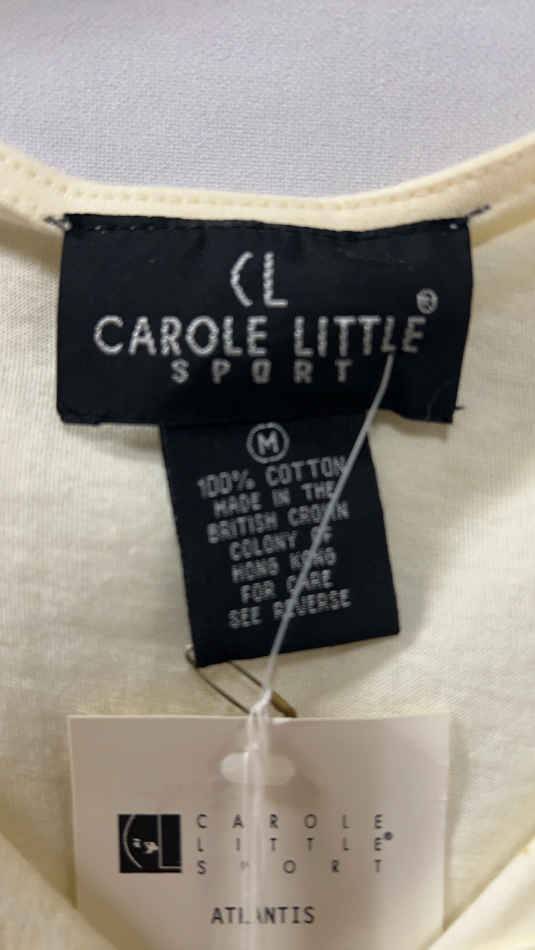 CL
CAROLE LITTLE®
SPORT
M
100% COTTON
MADE IN THE
BRITISH CROWN
COLONY OF
HONG KONG
FOR CARE
SEE REVERSE
CL
CAROLE
LITTLE®
SPORT
ATLANTIS